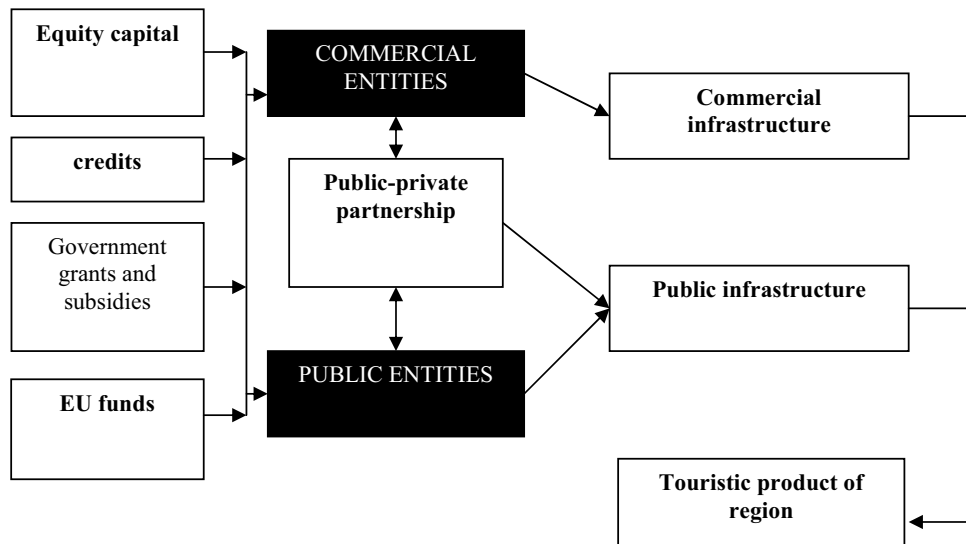 Equity capital
credits
Government
grants and
subsidies
EU funds
COMMERCIAL
ENTITIES
Public-private
partnership
PUBLIC ENTITIES
Commercial
infrastructure
Public infrastructure
Touristic product of
region